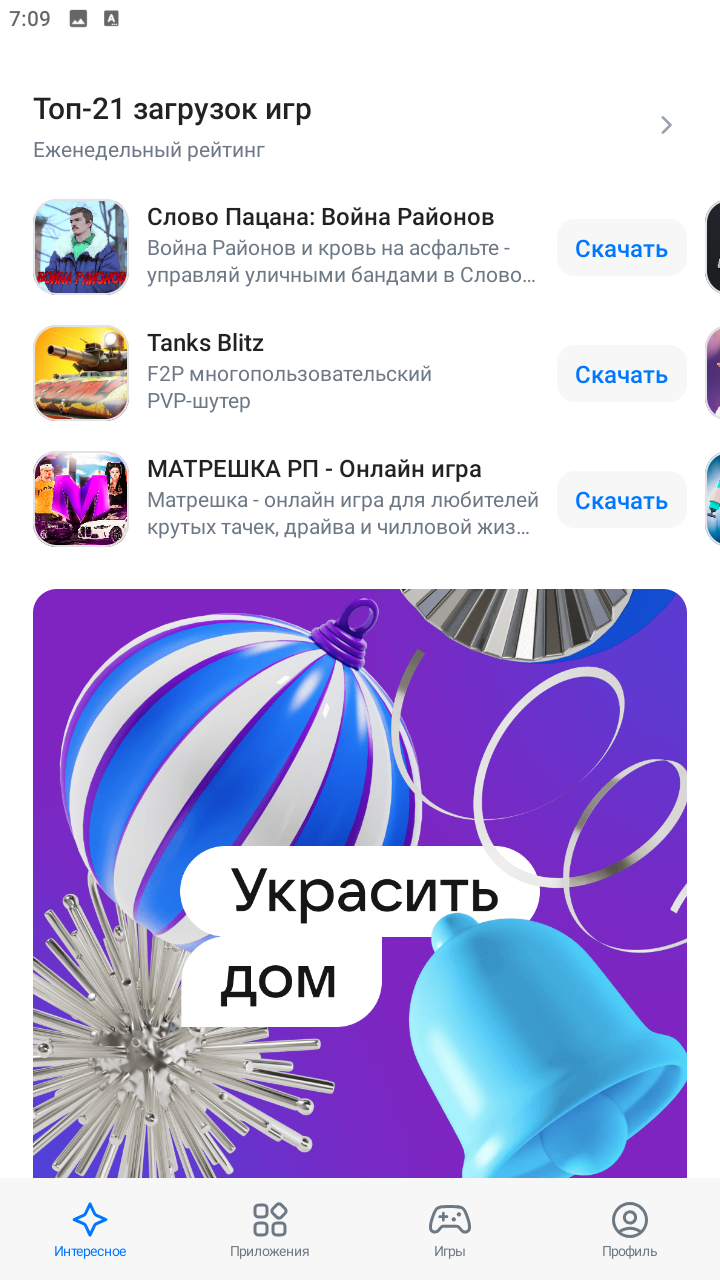 7:09
Топ-21 загрузок игр
Еженедельный рейтинг
Слово Пацана: Война Районов
Война Районов и кровь на асфальте -
управляй уличными бандами в Слово…
Скачать
ВОЙНА РАЙОНОВ
Tanks Blitz
F2P многопользовательский
PVP-шутер
Скачать
МАТРЕШКА РП - Онлайн игра
Матрешка - онлайн игра для любителей
крутых тачек, драйва и чилловой жиз…
Скачать
М
Украсить
дом
Интересное
Приложения
Игры
Профиль